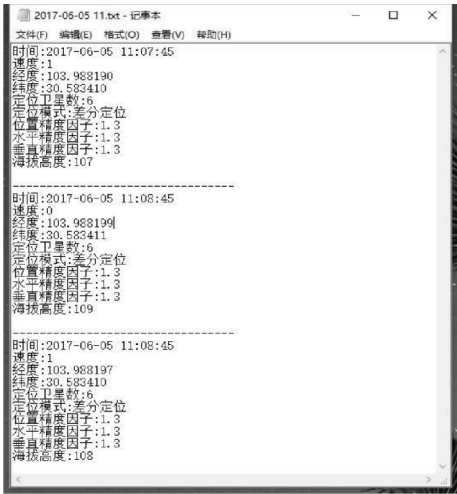 2017-06-05 11.txt - 记事本
文件(F) 编辑(E) 格式(O) 查看(V) 帮助(H)
时间:2017-06-05 11:07:45
速度:1
经度:103.988190
纬度:30.583410
定位卫星数:6
定位模式:差分定位
位置精度因子:1.3
水平精度因子:1.3
垂直精度因子:1.3
海拔高度:107
---------------------------------
时间:2017-06-05 11:08:45
速度:0
经度:103.988199
纬度:30.583411
定位卫星数:6
定位模式:差分定位
位置精度因子:1.3
水平精度因子:1.3
垂直精度因子:1.3
海拔高度:109
---------------------------------
时间:2017-06-05 11:08:45
速度:1
经度:103.988197
纬度:30.583410
定位卫星数:6
定位模式:差分定位
位置精度因子:1.3
水平精度因子:1.3
垂直精度因子:1.3
海拔高度:108